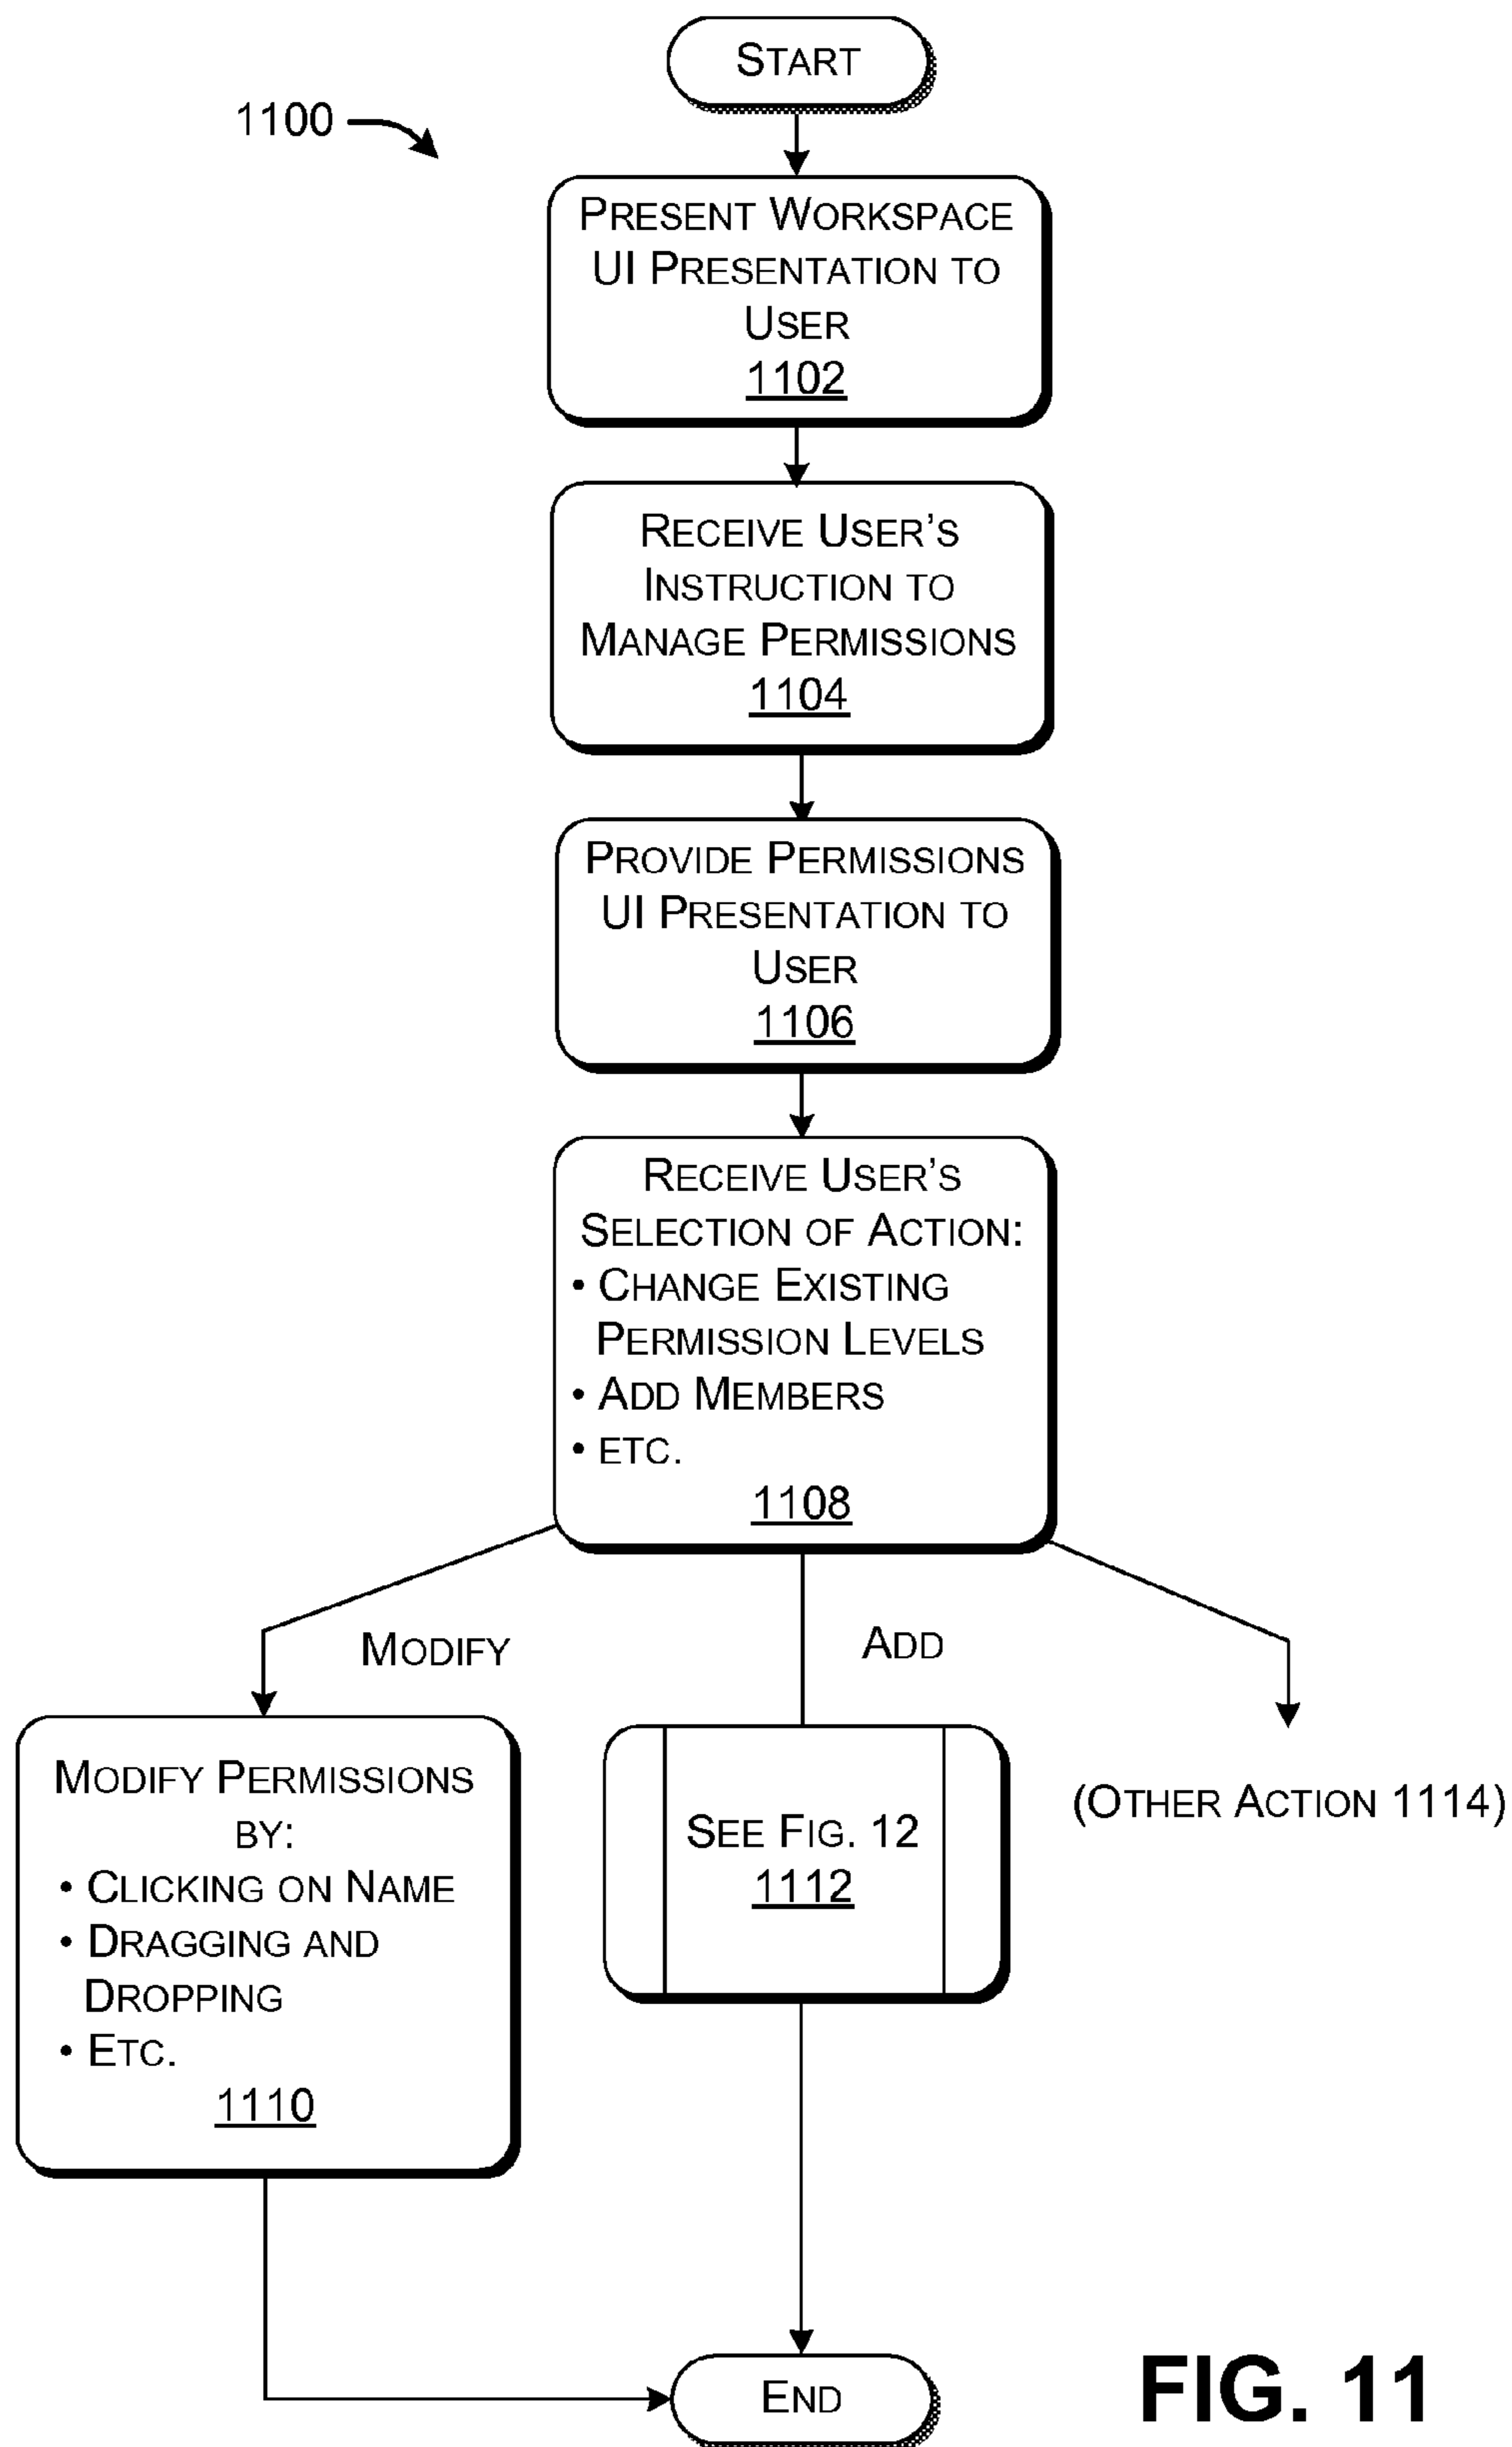 START
1100
PRESENT WORKSPACE
UI PRESENTATION TO
USER
1102
RECEIVE USER'S
INSTRUCTION TO
MANAGE PERMISSIONS
1104
PROVIDE PERMISSIONS
UI PRESENTATION TO
USER
1106
RECEIVE USER'S
SELECTION OF ACTION:
• CHANGE EXISTING
PERMISSION LEVELS
• ADD MEMBERS
• ETC.
1108
MODIFY
ADD
MODIFY PERMISSIONS
BY:
• CLICKING ON NAME
• DRAGGING AND
DROPPING
• ETC.
1110
SEE FIG. 12
1112
(OTHER ACTION 1114)
END
FIG. 11